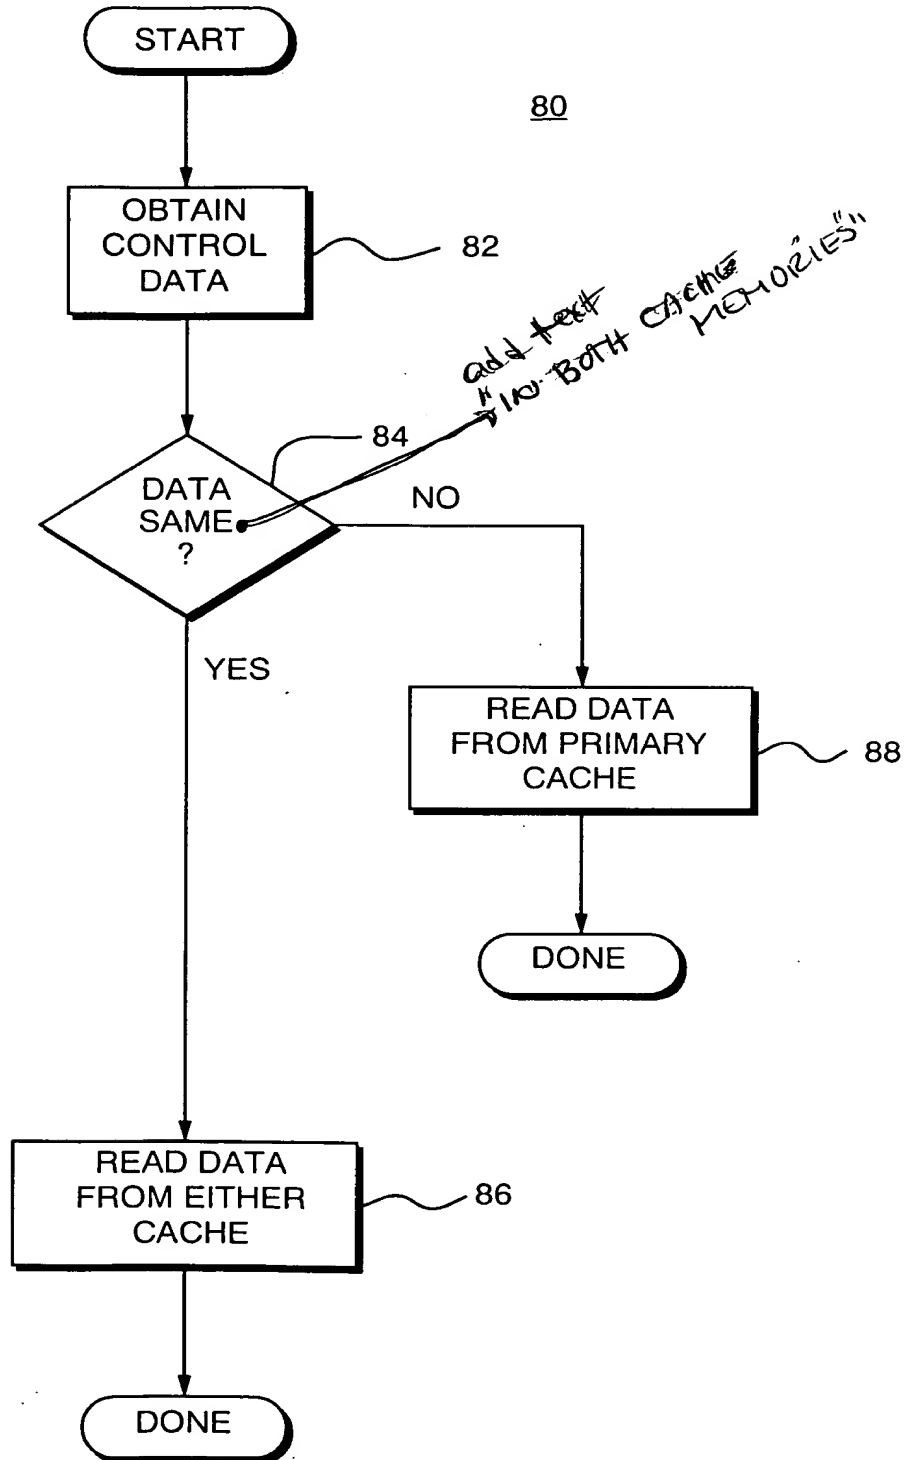 START
80
OBTAIN
CONTROL
DATA
82
add text
"IN BOTH CACHE
MEMORIES"
84
DATA
SAME
?
NO
YES
READ DATA
FROM PRIMARY
CACHE
88
DONE
READ DATA
FROM EITHER
CACHE
86
DONE